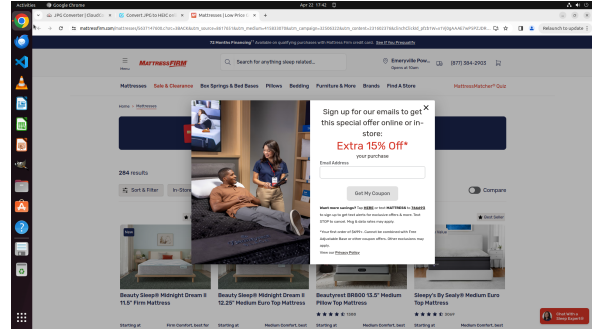 Activities
Google Chrome
Apr 22 17:42
JPG Converter | CloudCo
Convert JPG to HEIC onl
Mattresses | Low Price
Relaunch to update
72 Months Financing
Available on qualifying purchases with Mattress Firm credit card.
See If You Prequalify
Menu
MATTRESS FIRM
Search for anything sleep related...
Emeryville Pow...
Opens at 10am
(877) 384-2903
Mattresses
Sale & Clearance
Box Springs & Bed Bases
Pillows
Bedding
Furniture & More
Brands
Find A Store
MattressMatcher® Quiz
Home
Mattresses
284 results
Sort & Filter
In-Store
Compare
Sign up for our emails to get
this special offer online or in-
store:
Extra 15% Off*
your purchase
Email Address
Get My Coupon
Want more savings? Tap HERE or text MATTRESS to
to sign up to get text alerts for exclusive offers & more. Text
STOP to cancel. Msg & data rates may apply.
*Your first order of $699+. Cannot be combined with Free
Adjustable Base or other coupon offers. Other exclusions may
apply.
View our Privacy Policy
Best Seller
New
Value
Beauty Sleep® Midnight Dream II
11.5" Firm Mattress
Beauty Sleep® Midnight Dream II
12.25" Medium Euro Top Mattress
Beautyrest BR800 13.5" Medium
Pillow Top Mattress
Sleepy's By Sealy® Medium Euro
Top Mattress
Starting at
Firm Comfort, best for
Starting at
Medium Comfort, best
Starting at
Medium Comfort, best
Starting at
Medium Comfort, best
Chat With a
Sleep Expert®